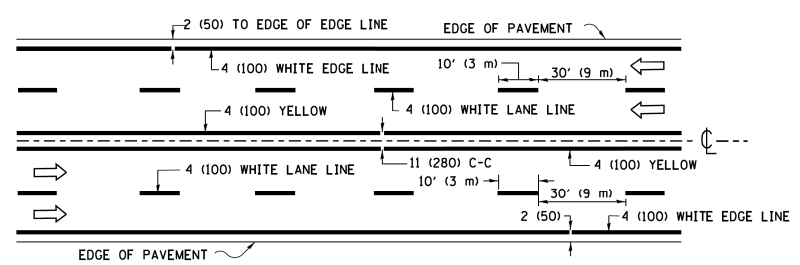 2 (50) TO EDGE OF EDGE LINE
EDGE OF PAVEMENT
4 (100) WHITE EDGE LINE
10' (3 m)
30' (9 m)
4 (100) YELLOW
4 (100) WHITE LANE LINE
4 (100) WHITE LANE LINE
11 (280) C-C
4 (100) YELLOW
10' (3 m)
30' (9 m)
2 (50)
4 (100) WHITE EDGE LINE
EDGE OF PAVEMENT